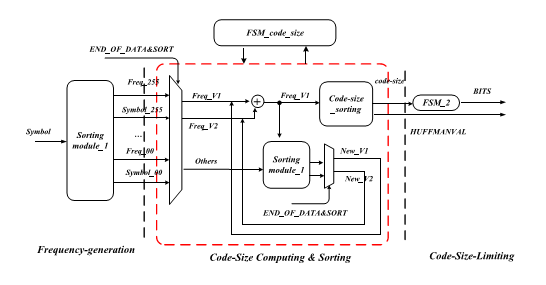 FSM_code_size
END_OF_DATA&SORT
Freq_255
Symbol_255
...
Freq_00
Symbol_00
Symbol
Sorting
module_1
Freq_V1
Freq_V2
Others
Freq_V1
Code-size
_sorting
code-size
FSM_2
BITS
HUFFMANVAL
Sorting
module_1
New_V1
New_V2
END_OF_DATA&SORT
Frequency-generation
Code-Size Computing & Sorting
Code-Size-Limiting